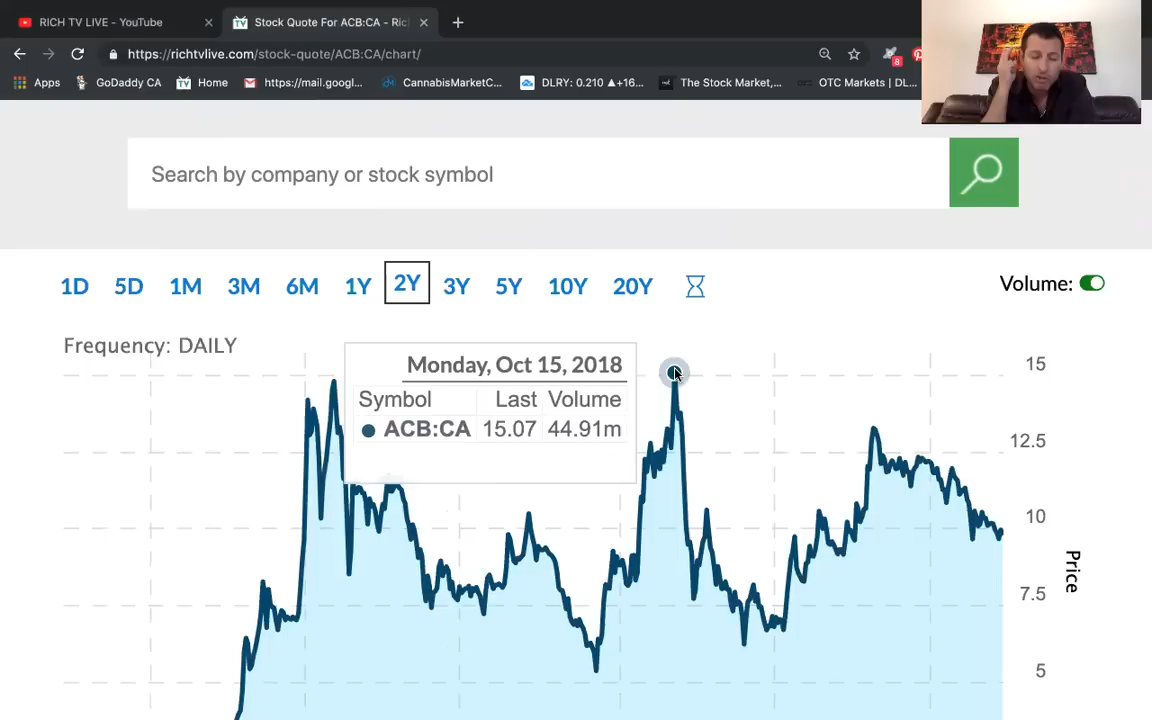 RICH TV LIVE - YouTube
Stock Quote For ACB:CA - Ric
https://richtvlive.com/stock-quote/ACB:CA/chart/
8
Apps GoDaddy CA Home https://mail.googl... CannabisMarketC... DLRY: 0.210 ▲+16... The Stock Market,... OTC Markets | DL...
Search by company or stock symbol
1D 5D 1M 3M 6M 1Y 2Y 3Y 5Y 10Y 20Y
Volume:
Frequency: DAILY
Monday, Oct 15, 2018
Symbol Last Volume
ACB:CA 15.07 44.91m
15
12.5
10
7.5
5
Price